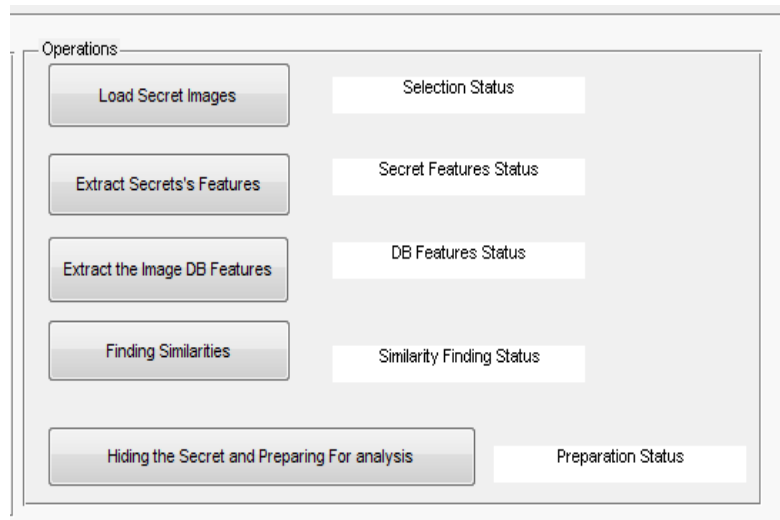 Operations
Load Secret Images
Selection Status
Extract Secrets's Features
Secret Features Status
Extract the Image DB Features
DB Features Status
Finding Similarities
Similarity Finding Status
Hiding the Secret and Preparing For analysis
Preparation Status